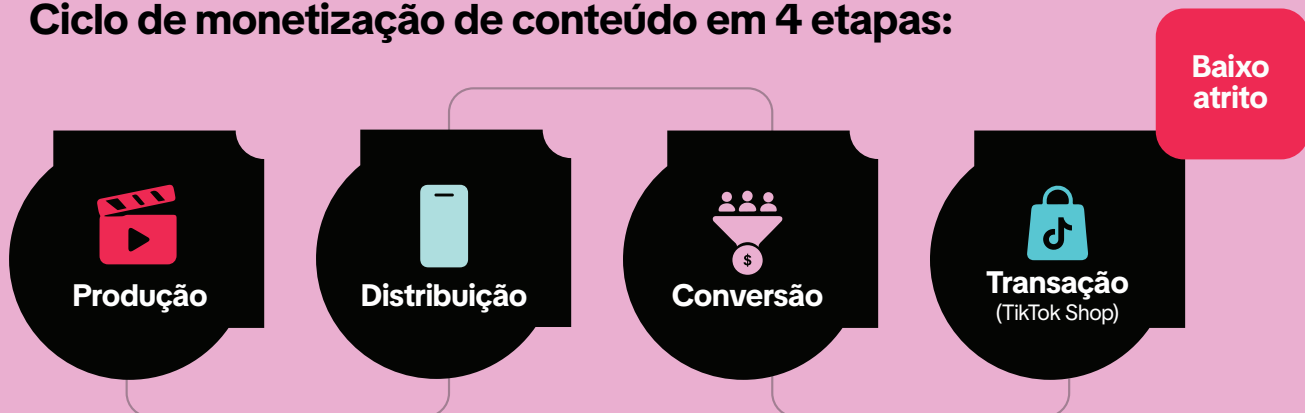 Ciclo de monetização de conteúdo em 4 etapas:
Baixo
atrito
Produção
Distribuição
$
Conversão
Transação
(TikTok Shop)